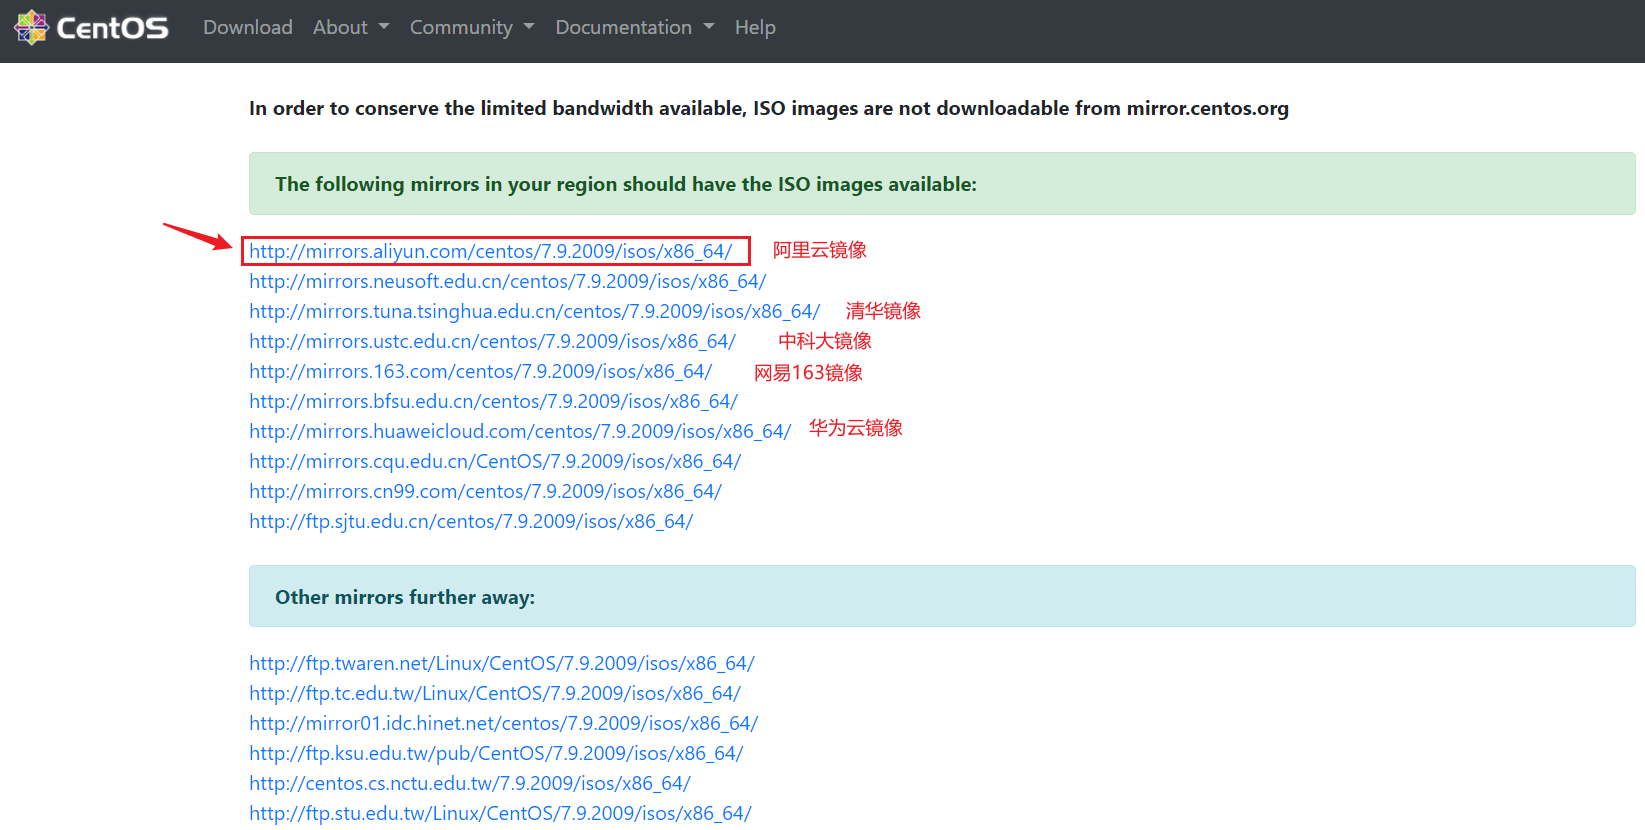 CentOS Download About Community Documentation Help
In order to conserve the limited bandwidth available, ISO images are not downloadable from mirror.centos.org
The following mirrors in your region should have the ISO images available:
http://mirrors.aliyun.com/centos/7.9.2009/isos/x86_64/ 阿里云镜像
http://mirrors.neusoft.edu.cn/centos/7.9.2009/isos/x86_64/
http://mirrors.tuna.tsinghua.edu.cn/centos/7.9.2009/isos/x86_64/ 清华镜像
http://mirrors.ustc.edu.cn/centos/7.9.2009/isos/x86_64/ 中科大镜像
http://mirrors.163.com/centos/7.9.2009/isos/x86_64/ 网易163镜像
http://mirrors.bfsu.edu.cn/centos/7.9.2009/isos/x86_64/
http://mirrors.huaweicloud.com/centos/7.9.2009/isos/x86_64/ 华为云镜像
http://mirrors.cqu.edu.cn/CentOS/7.9.2009/isos/x86_64/
http://mirrors.cn99.com/centos/7.9.2009/isos/x86_64/
http://ftp.sjtu.edu.cn/centos/7.9.2009/isos/x86_64/
Other mirrors further away:
http://ftp.twaren.net/Linux/CentOS/7.9.2009/isos/x86_64/
http://ftp.tc.edu.tw/Linux/CentOS/7.9.2009/isos/x86_64/
http://mirror01.idc.hinet.net/centos/7.9.2009/isos/x86_64/
http://ftp.ksu.edu.tw/pub/CentOS/7.9.2009/isos/x86_64/
http://centos.cs.nctu.edu.tw/7.9.2009/isos/x86_64/
http://ftp.stu.edu.tw/Linux/CentOS/7.9.2009/isos/x86_64/